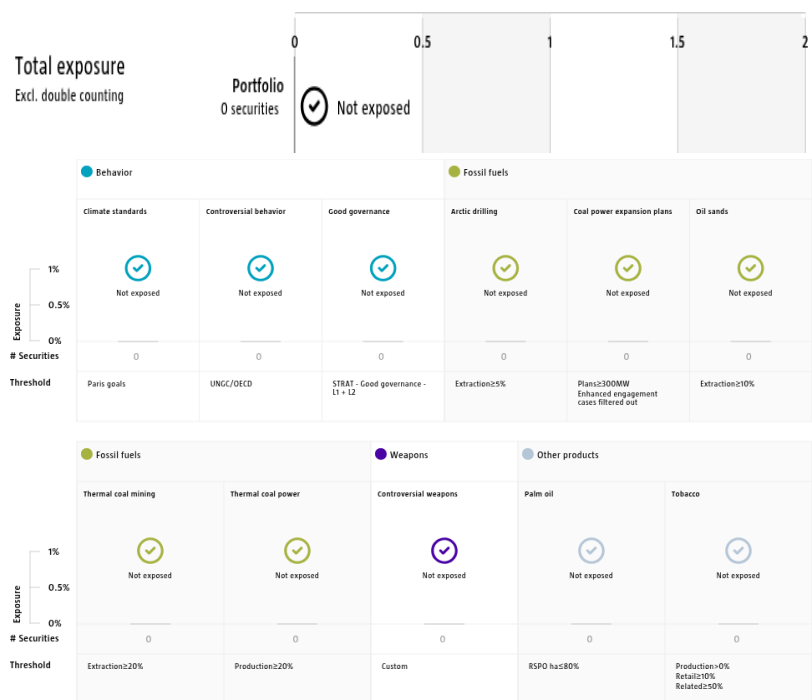 0 0.5 1 1.5 2
Total exposure
Excl. double counting
Portfolio
0 securities
Not exposed
Behavior
Fossil fuels
Climate standards Controversial behavior Good governance Arctic drilling Coal power expansion plans Oil sands
Not exposed Not exposed Not exposed Not exposed Not exposed Not exposed
Exposure
1%
0.5%
0%
# Securities 0 0 0 0 0 0
Threshold Paris goals UNGC/OECD STRAT - Good governance - Extraction≥5% Plans≥300MW Extraction≥10%
L1 + L2 Enhanced engagement
cases filtered out
Fossil fuels Weapons Other products
Thermal coal mining Thermal coal power Controversial weapons Palm oil Tobacco
Not exposed Not exposed Not exposed Not exposed Not exposed
Exposure
1%
0.5%
0%
# Securities 0 0 0 0 0
Threshold Extraction≥20% Production≥20% Custom RSPO ha≤80% Production>0%
Retail≥10%
Related≥50%